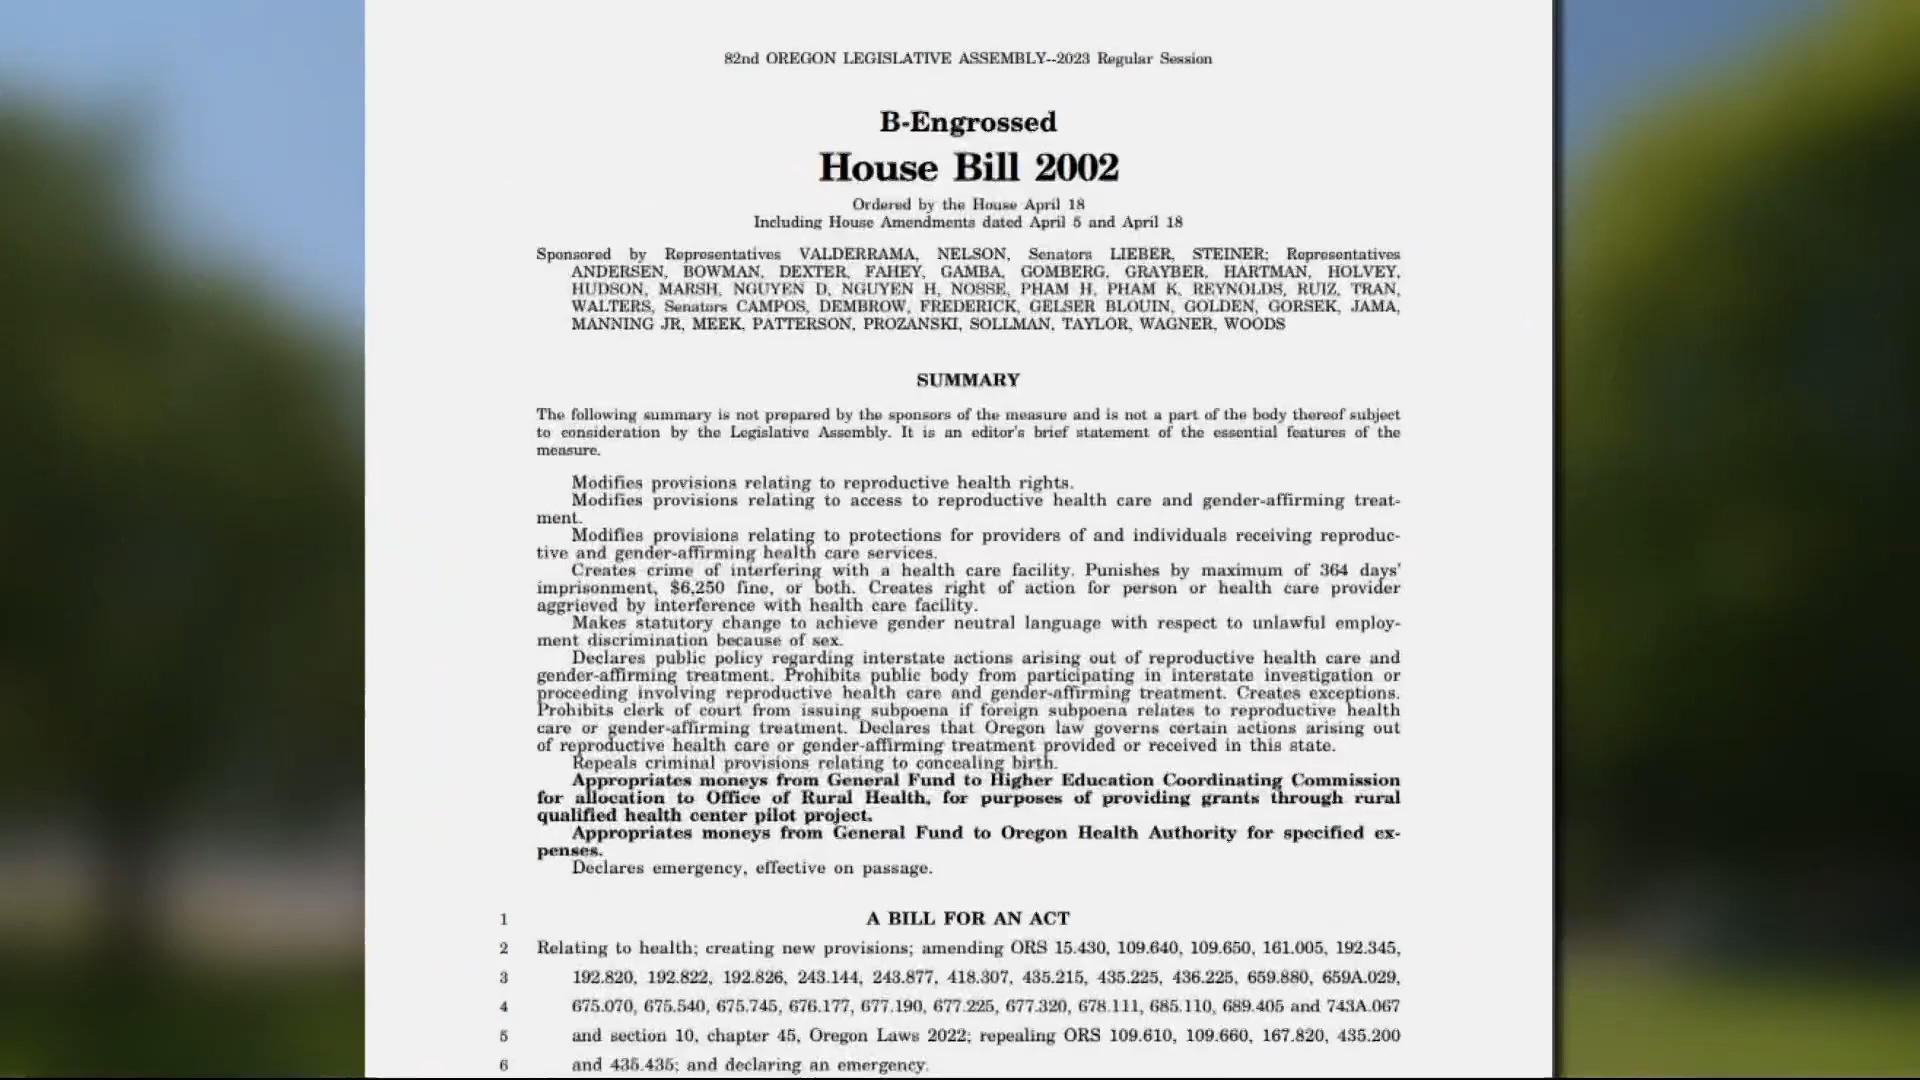 82nd OREGON LEGISLATIVE ASSEMBLY--2023 Regular Session
B-Engrossed
House Bill 2002
Ordered by the House April 18
Including House Amendments dated April 5 and April 18
Sponsored by Representatives VALDERRAMA, NELSON, Senators LIEBER, STEINER; Representatives
ANDERSEN, BOWMAN, DEXTER, FAHEY, GAMBA, GOMBERG, GRAYBER, HARTMAN, HOLVEY,
HUDSON, MARSH, NGUYEN D, NGUYEN H, NOSSE, PHAM H, PHAM K, REYNOLDS, RUIZ, TRAN,
WALTERS, Senators CAMPOS, DEMBROW, FREDERICK, GELSER BLOUIN, GOLDEN, GORSEK, JAMA,
MANNING JR, MEEK, PATTERSON, PROZANSKI, SOLLMAN, TAYLOR, WAGNER, WOODS
SUMMARY
The following summary is not prepared by the sponsors of the measure and is not a part of the body thereof subject
to consideration by the Legislative Assembly. It is an editor's brief statement of the essential features of the
measure.
Modifies provisions relating to reproductive health rights.
Modifies provisions relating to access to reproductive health care and gender-affirming treat-
ment.
Modifies provisions relating to protections for providers of and individuals receiving reproduc-
tive and gender-affirming health care services.
Creates crime of interfering with a health care facility. Punishes by maximum of 364 days'
imprisonment, $6,250 fine, or both. Creates right of action for person or health care provider
aggrieved by interference with health care facility.
Makes statutory change to achieve gender neutral language with respect to unlawful employ-
ment discrimination because of sex.
Declares public policy regarding interstate actions arising out of reproductive health care and
gender-affirming treatment. Prohibits public body from participating in interstate investigation or
proceeding involving reproductive health care and gender-affirming treatment. Creates exceptions.
Prohibits clerk of court from issuing subpoena if foreign subpoena relates to reproductive health
care or gender-affirming treatment. Declares that Oregon law governs certain actions arising out
of reproductive health care or gender-affirming treatment provided or received in this state.
Repeals criminal provisions relating to concealing birth.
Appropriates moneys from General Fund to Higher Education Coordinating Commission
for allocation to Office of Rural Health, for purposes of providing grants through rural
qualified health center pilot project.
Appropriates moneys from General Fund to Oregon Health Authority for specified ex-
penses.
Declares emergency, effective on passage.
1 A BILL FOR AN ACT
2 Relating to health; creating new provisions; amending ORS 15.430, 109.640, 109.650, 161.005, 192.345,
3 192.820, 192.822, 192.826, 243.144, 243.877, 418.307, 435.215, 435.225, 436.225, 659.880, 659A.029,
4 675.070, 675.540, 675.745, 676.177, 677.190, 677.225, 677.320, 678.111, 685.110, 689.405 and 743A.067
5 and section 10, chapter 45, Oregon Laws 2022; repealing ORS 109.610, 109.660, 167.820, 435.200
6 and 435.435; and declaring an emergency.